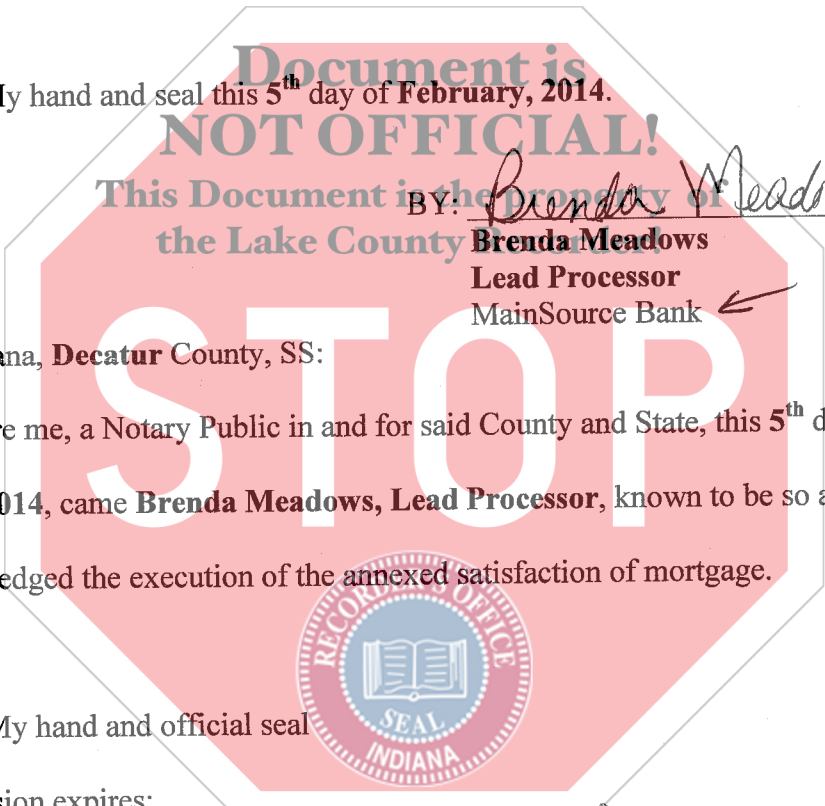 Document is
My hand and seal this 5th day of February, 2014.
NOT OFFICIAL!
This Document is the property of
BY: Brenda Meadows
the Lake County Recorder!
Brenda Meadows
Lead Processor
MainSource Bank
STOP
ana, Decatur County, SS:
e me, a Notary Public in and for said County and State, this 5th d
014, came Brenda Meadows, Lead Processor, known to be so a
edged the execution of the annexed satisfaction of mortgage.
RECORDER'S OFFICE
SEAL
INDIANA
My hand and official seal
sion expires: